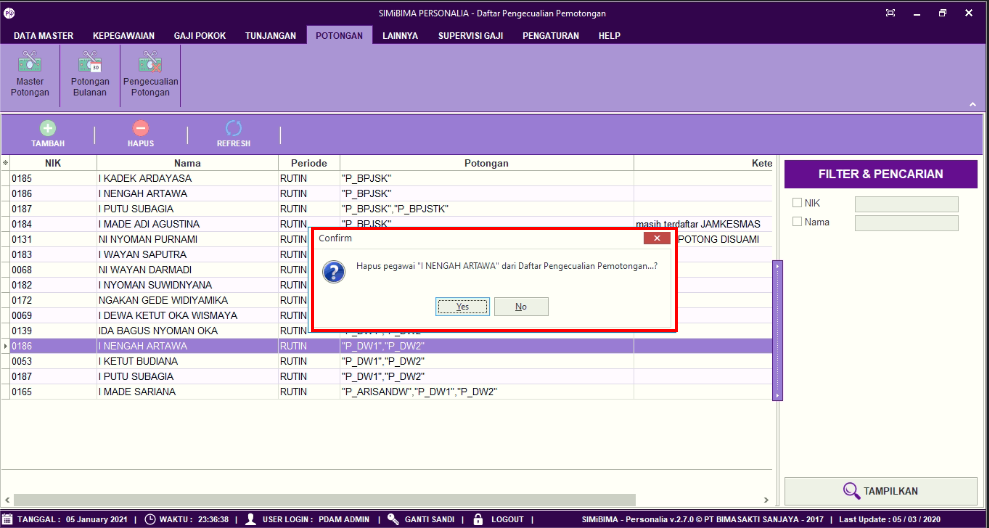 SIMiBIMA PERSONALIA - Daftar Pengecualian Pemotongan
DATA MASTER KEPEGAWAIAN GAJI POKOK TUNJANGAN POTONGAN LAINNYA SUPERVISI GAJI PENGATURAN HELP
Master Potongan
Potongan Bulanan
Pengecualian Potongan
TAMBAH | HAPUS | REFRESH |
NIK Nama Periode Potongan Kete
0185 I KADEK ARDAYASA RUTIN "P_BPJSK"
0186 I NENGAH ARTAWA RUTIN "P_BPJSK"
0187 I PUTU SUBAGIA RUTIN "P_BPJSK","P_BPJSTK"
0184 I MADE ADI AGUSTINA RUTIN "P_BPJSK" masih terdaftar JAMKESMAS
0131 NI NYOMAN PURNAMI RUTIN POTONG DISUAMI
0183 I WAYAN SAPUTRA RUTIN
0068 NI WAYAN DARMADI RUTIN
0182 I NYOMAN SUWIDNYANA RUTIN
0172 NGAKAN GEDE WIDIYAMIKA RUTIN
0069 I DEWA KETUT OKA WISMAYA RUTIN
0139 IDA BAGUS NYOMAN OKA RUTIN "P_DW1","P_DW2"
0186 I NENGAH ARTAWA RUTIN "P_DW1","P_DW2"
0053 I KETUT BUDIANA RUTIN "P_DW1","P_DW2"
0187 I PUTU SUBAGIA RUTIN "P_DW1","P_DW2"
0165 I MADE SARIANA RUTIN "P_ARISANDW","P_DW1","P_DW2"
Confirm
Hapus pegawai "I NENGAH ARTAWA" dari Daftar Pengecualian Pemotongan...?
Yes No
FILTER & PENCARIAN
NIK
Nama
TAMPILKAN
TANGGAL : 05 January 2021 | WAKTU : 23:36:38 | USER LOGIN : PDAM ADMIN | GANTI SANDI | LOGOUT | SIMiBIMA - Personalia v.2.7.0 © PT BIMASAKTI SANJAYA - 2017 | Last Update : 05 / 03 / 2020